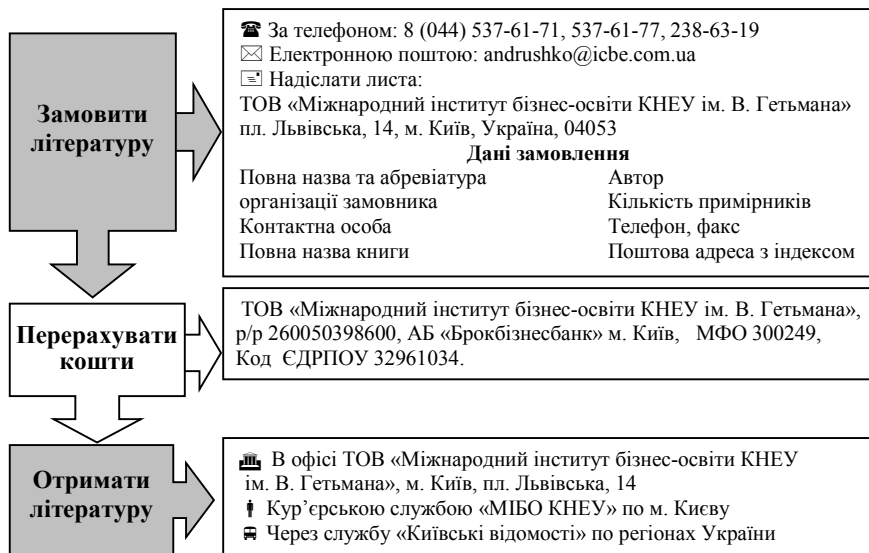 Замовити
літературу
☎ За телефоном: 8 (044) 537-61-71, 537-61-77, 238-63-19
Електронною поштою: andrushko@icbe.com.ua
Надіслати листа:
ТОВ «Міжнародний інститут бізнес-освіти КНЕУ ім. В. Гетьмана»
пл. Львівська, 14, м. Київ, Україна, 04053
Дані замовлення
Повна назва та абревіатура
організації замовника
Контактна особа
Повна назва книги
Автор
Кількість примірників
Телефон, факс
Поштова адреса з індексом
Перерахувати
кошти
ТОВ «Міжнародний інститут бізнес-освіти КНЕУ ім. В. Гетьмана»,
р/р 260050398600, АБ «Брокбізнесбанк» м. Київ, МФО 300249,
Код ЄДРПОУ 32961034.
Отримати
літературу
В офісі ТОВ «Міжнародний інститут бізнес-освіти КНЕУ
ім. В. Гетьмана», м. Київ, пл. Львівська, 14
Кур’єрською службою «МІБО КНЕУ» по м. Києву
Через службу «Київські відомості» по регіонах України